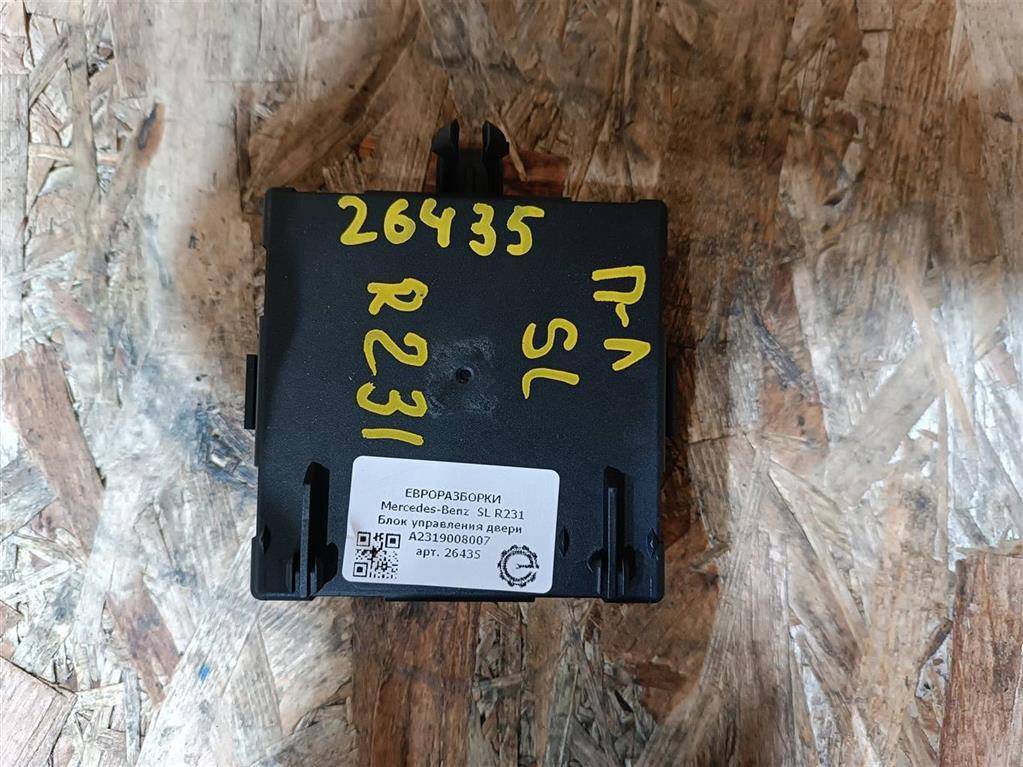 26435
R231
SL
П-Л
ЕВРОРАЗБОРКИ
Mercedes-Benz SL R231
Блок управления двери
A2319008007
арт. 26435